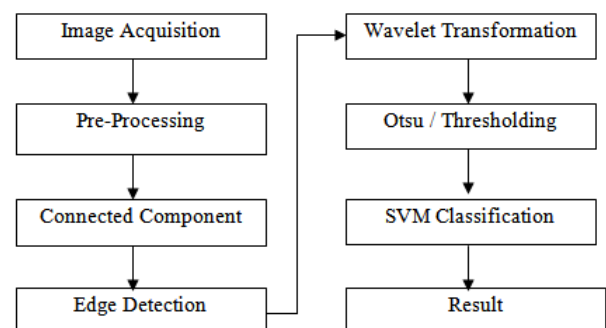 Image Acquisition
Pre-Processing
Connected Component
Edge Detection
Wavelet Transformation
Otsu / Thresholding
SVM Classification
Result